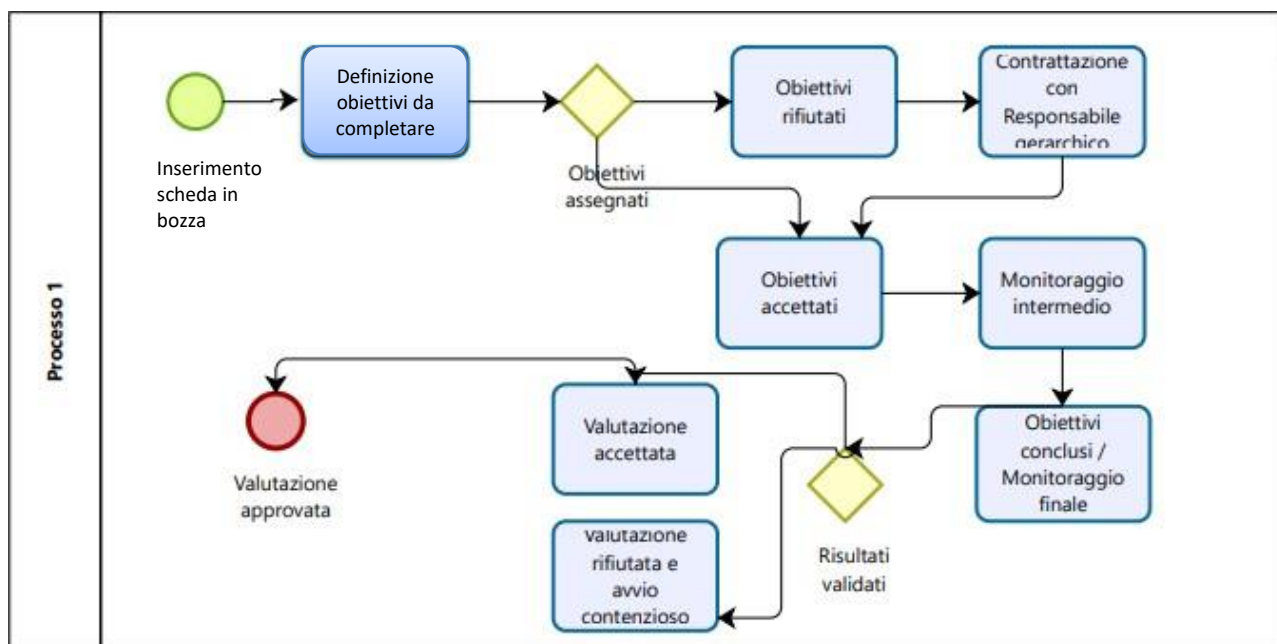 Processo 1
Inserimento
scheda in
bozza
Definizione
obiettivi da
completare
Obiettivi
assegnati
Obiettivi
rifiutati
Contrattazione
con
Responsabile
gerarchico
Obiettivi
accettati
Monitoraggio
intermedio
Obiettivi
conclusi /
Monitoraggio
finale
Risultati
validati
Valutazione
accettata
Valutazione
rifiutata e
avvio
contenzioso
Valutazione
approvata